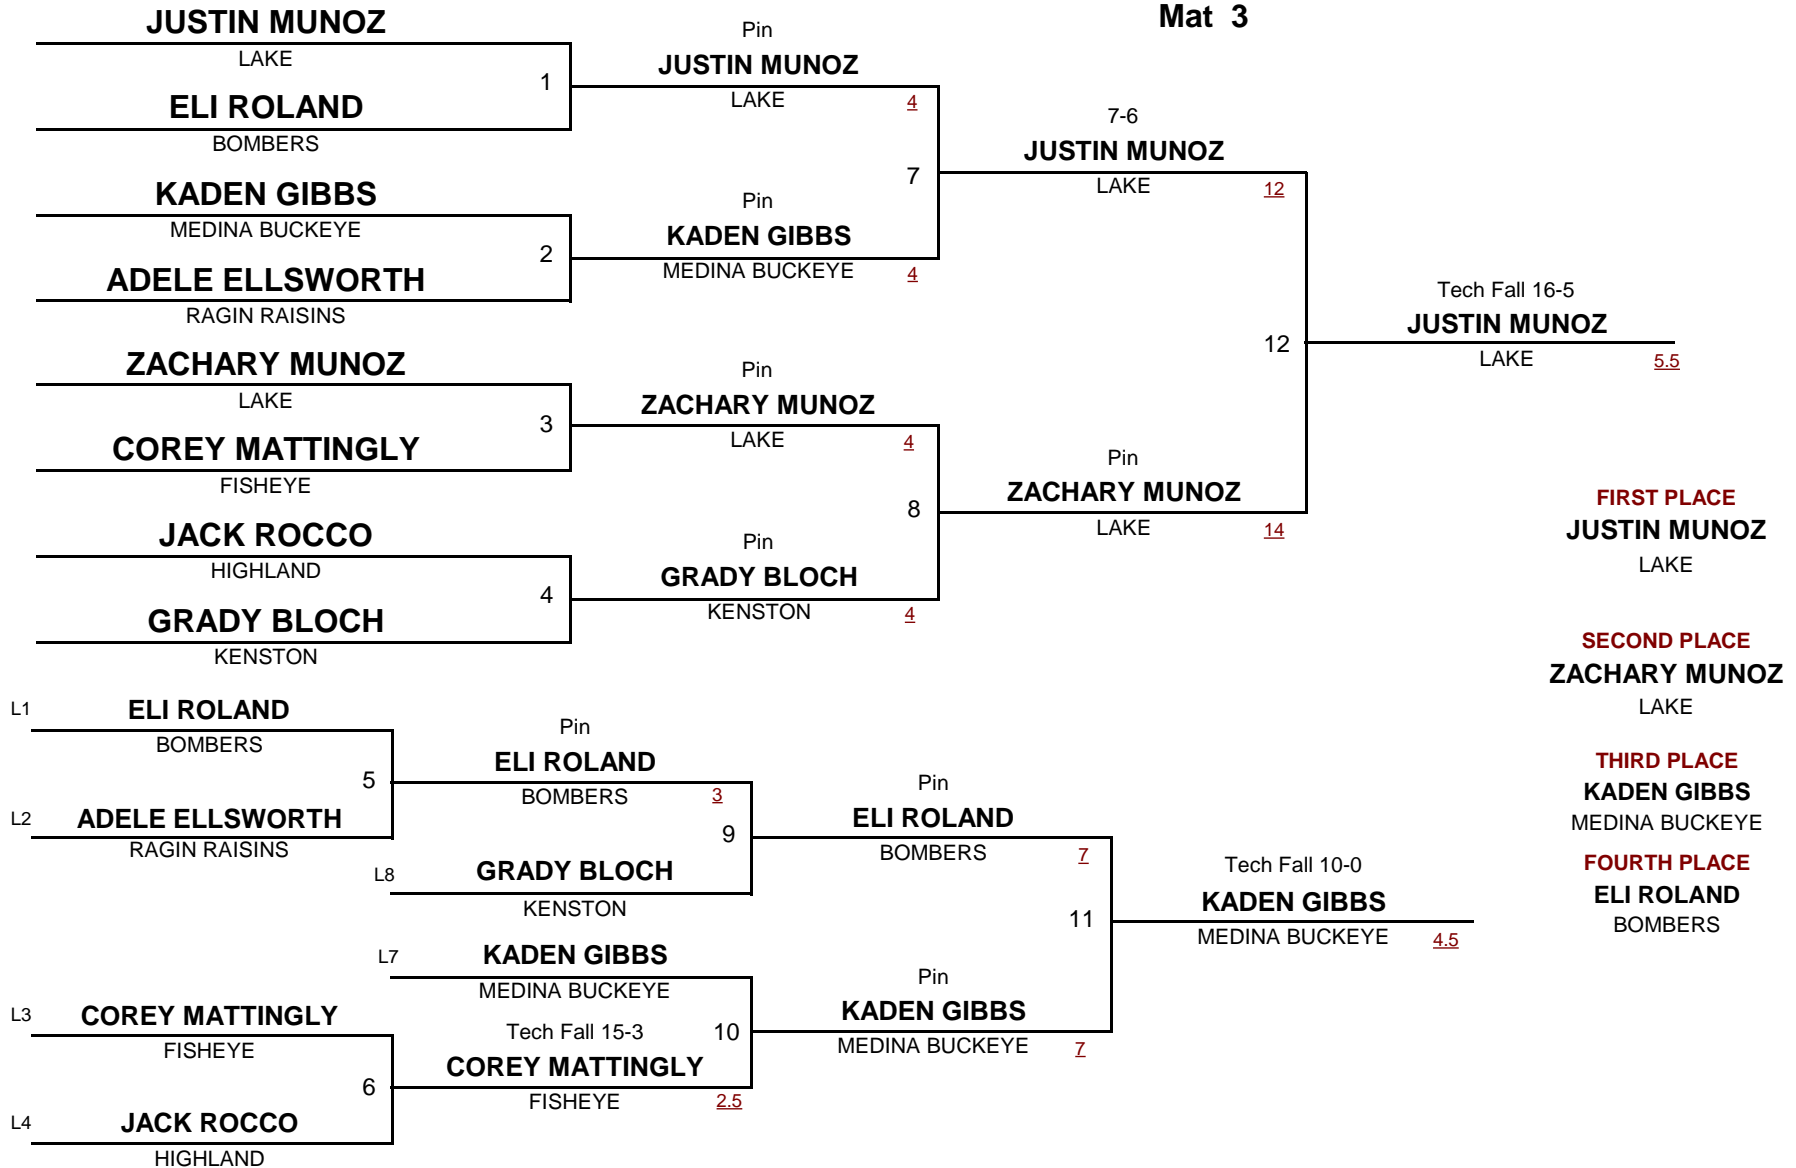 Mat 3
JUSTIN MUNOZ
LAKE
1
ELI ROLAND
BOMBERS
KADEN GIBBS
MEDINA BUCKEYE
2
ADELE ELLSWORTH
RAGIN RAISINS
ZACHARY MUNOZ
LAKE
3
COREY MATTINGLY
FISHEYE
JACK ROCCO
HIGHLAND
4
GRADY BLOCH
KENSTON
Pin
JUSTIN MUNOZ
LAKE 4
7
Pin
KADEN GIBBS
MEDINA BUCKEYE 4
Pin
ZACHARY MUNOZ
LAKE 4
8
Pin
GRADY BLOCH
KENSTON 4
7-6
JUSTIN MUNOZ
LAKE 12
12
Pin
ZACHARY MUNOZ
LAKE 14
Tech Fall 16-5
JUSTIN MUNOZ
LAKE 5.5
FIRST PLACE
JUSTIN MUNOZ
LAKE
SECOND PLACE
ZACHARY MUNOZ
LAKE
THIRD PLACE
KADEN GIBBS
MEDINA BUCKEYE
FOURTH PLACE
ELI ROLAND
BOMBERS
L1 ELI ROLAND
BOMBERS
5
L2 ADELE ELLSWORTH
RAGIN RAISINS
L3 COREY MATTINGLY
FISHEYE
6
L4 JACK ROCCO
HIGHLAND
Pin
ELI ROLAND
BOMBERS 3
9
L8 GRADY BLOCH
KENSTON
L7 KADEN GIBBS
MEDINA BUCKEYE
Tech Fall 15-3 10
COREY MATTINGLY
FISHEYE 2.5
Pin
ELI ROLAND
BOMBERS 7
11
Pin
KADEN GIBBS
MEDINA BUCKEYE 7
Tech Fall 10-0
KADEN GIBBS
MEDINA BUCKEYE 4.5